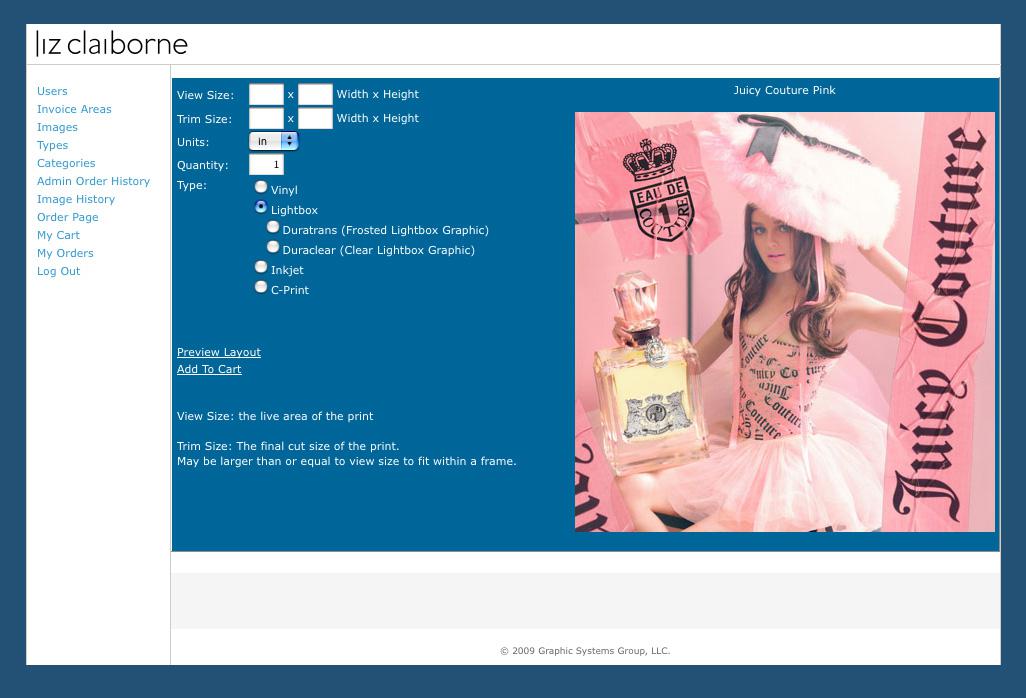 liz claiborne
Users
Invoice Areas
Images
Types
Categories
Admin Order History
Image History
Order Page
My Cart
My Orders
Log Out
View Size: x Width x Height
Trim Size: x Width x Height
Units: in
Quantity: 1
Type:
Vinyl
Lightbox
Duratrans (Frosted Lightbox Graphic)
Duraclear (Clear Lightbox Graphic)
Inkjet
C-Print
Preview Layout
Add To Cart
View Size: the live area of the print
Trim Size: The final cut size of the print.
May be larger than or equal to view size to fit within a frame.
Juicy Couture Pink
EAU DE
1
COUTURE
Juicy Couture
© 2009 Graphic Systems Group, LLC.